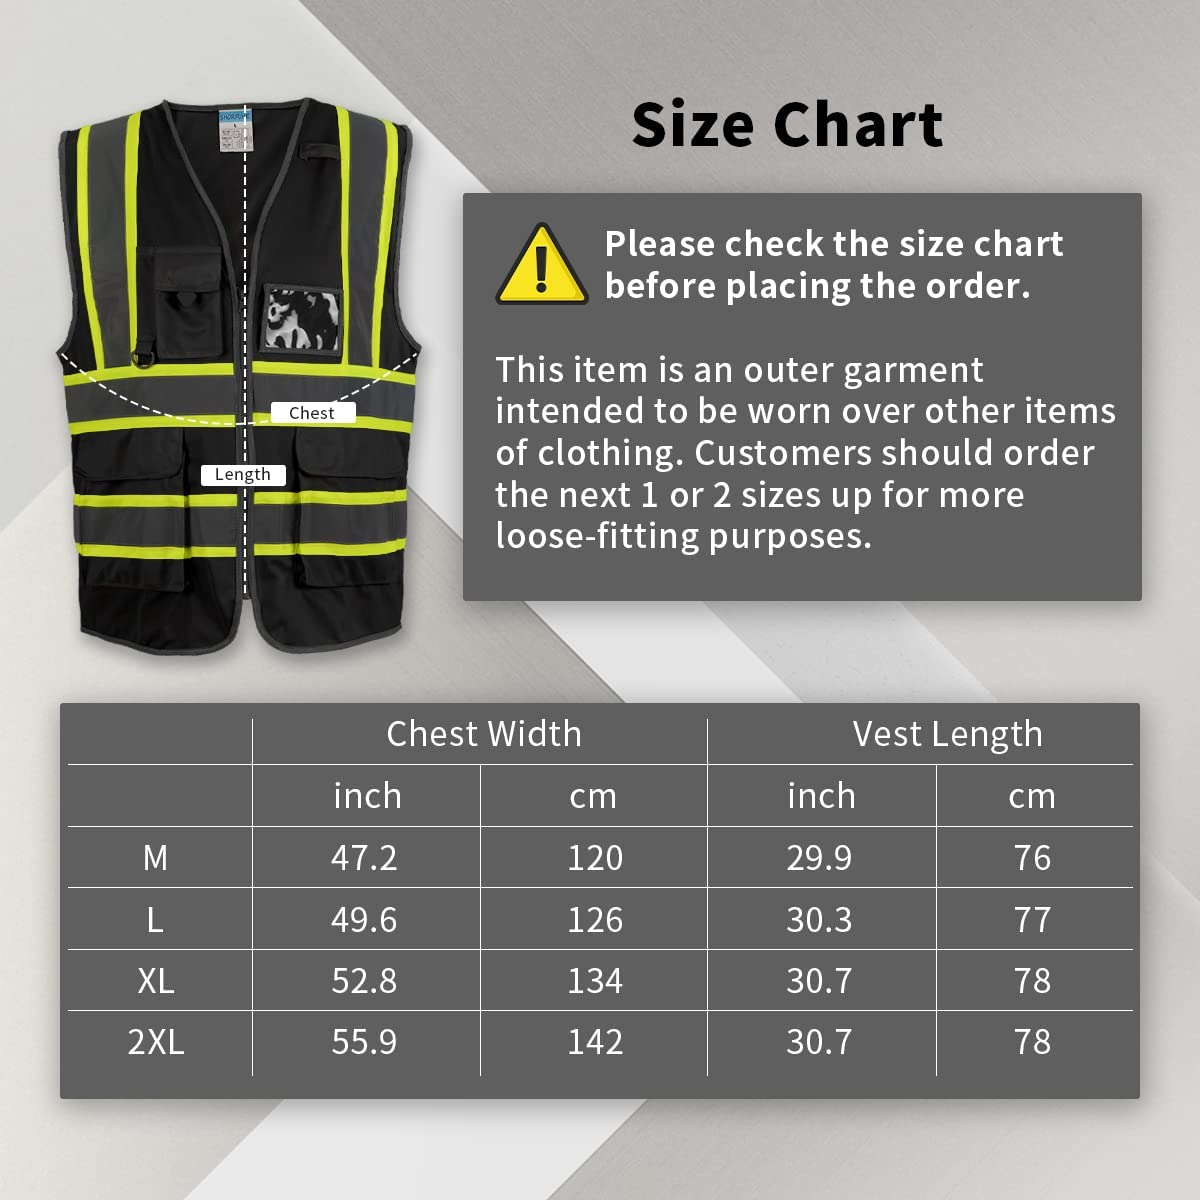 SHORFUNE
L
Size Chart
Please check the size chart
before placing the order.
This item is an outer garment
intended to be worn over other items
of clothing. Customers should order
the next 1 or 2 sizes up for more
loose-fitting purposes.
Chest
Length
Chest Width Vest Length
inch cm inch cm
M 47.2 120 29.9 76
L 49.6 126 30.3 77
XL 52.8 134 30.7 78
2XL 55.9 142 30.7 78